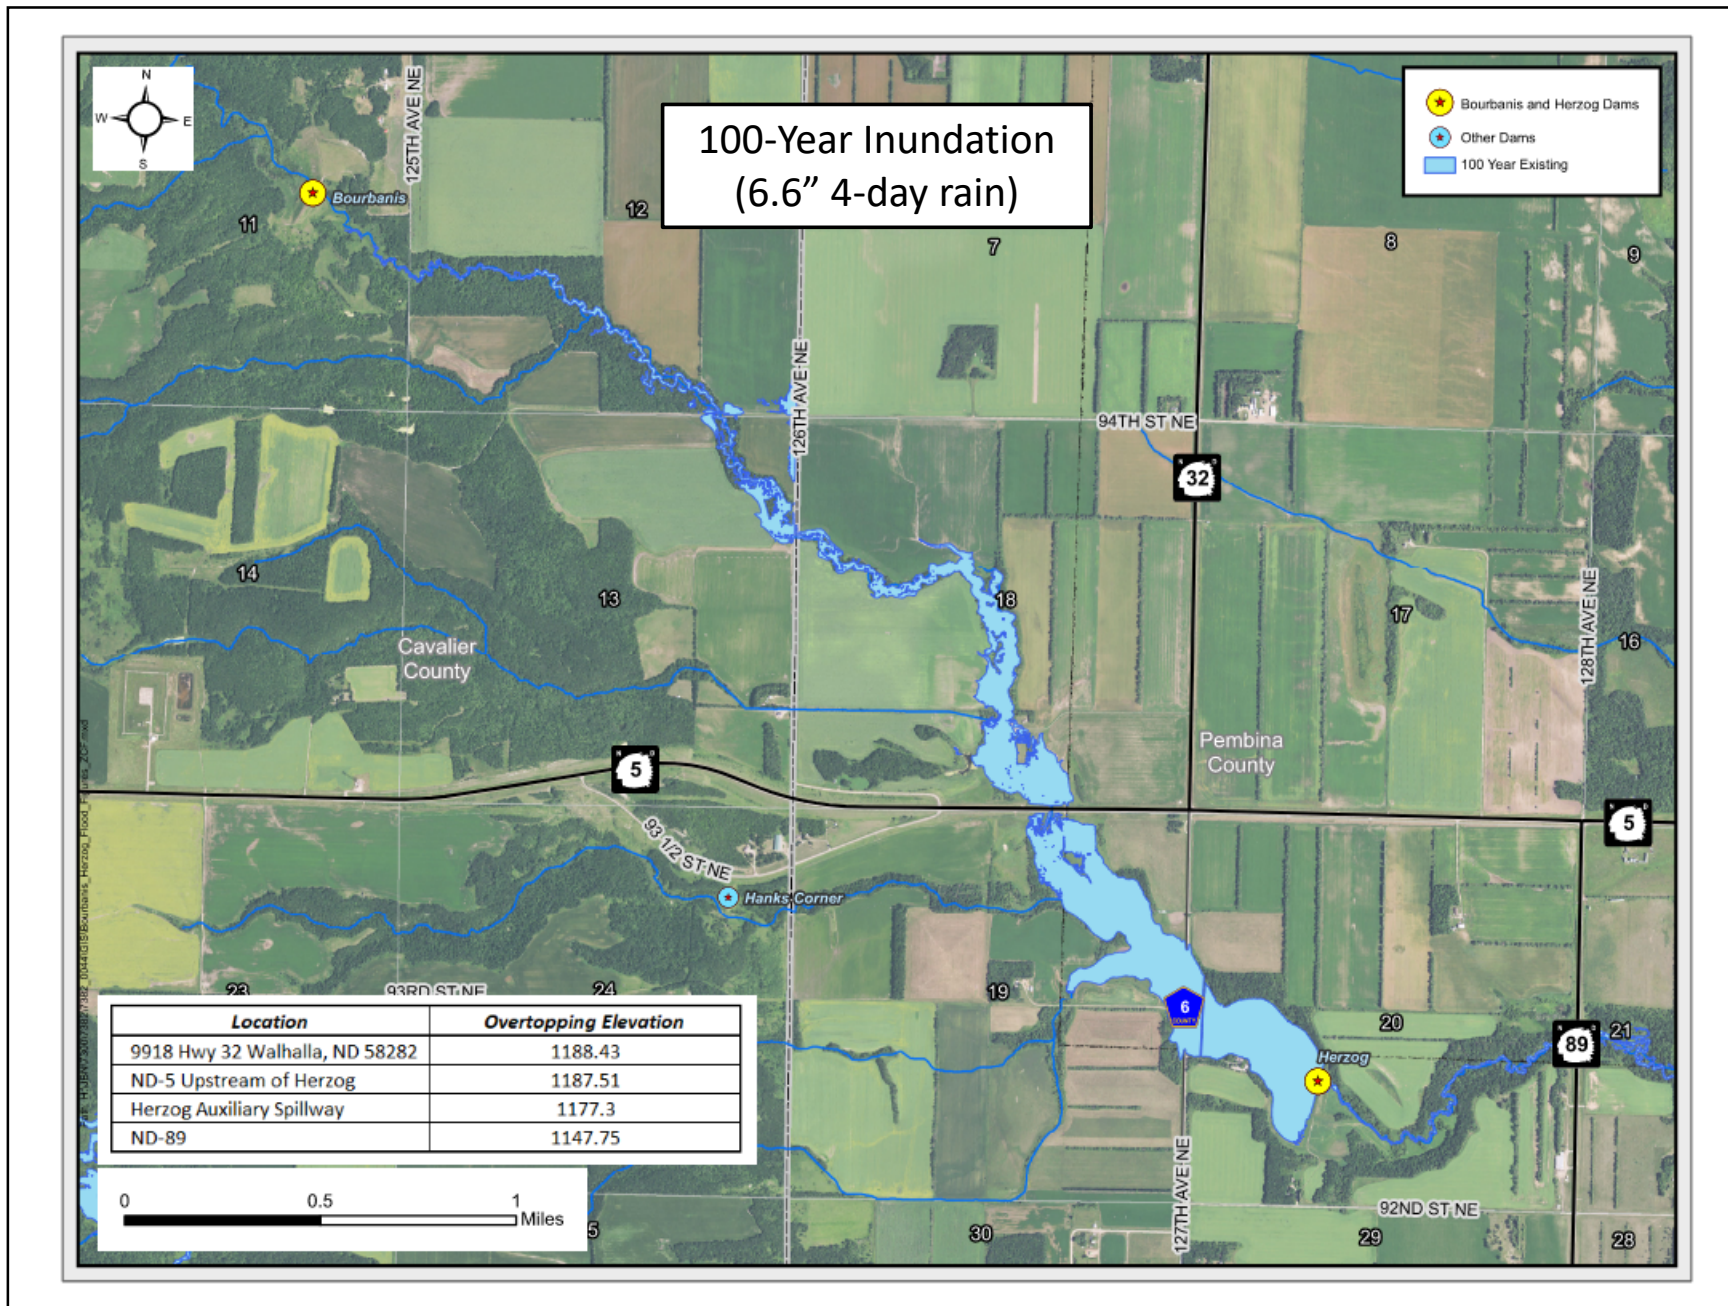 100-Year Inundation
(6.6” 4-day rain)
N
W
E
S
Bourbanis and Herzog Dams
Other Dams
100 Year Existing
125TH AVE NE
Bourbanis
11
12
7
8
9
126TH AVE NE
94TH ST NE
N D
32
14
13
18
17
16
128TH AVE NE
Cavalier
County
Pembina
County
N D
5
N D
5
93 1/2 ST NE
Hanks Corner
23
93RD ST NE
24
19
6
COUNTY
20
21
N D
89
Herzog
Location Overtopping Elevation
9918 Hwy 32 Walhalla, ND 58282 1188.43
ND-5 Upstream of Herzog 1187.51
Herzog Auxiliary Spillway 1177.3
ND-89 1147.75
0 0.5 1
Miles
5
30
127TH AVE NE
92ND ST NE
29
28